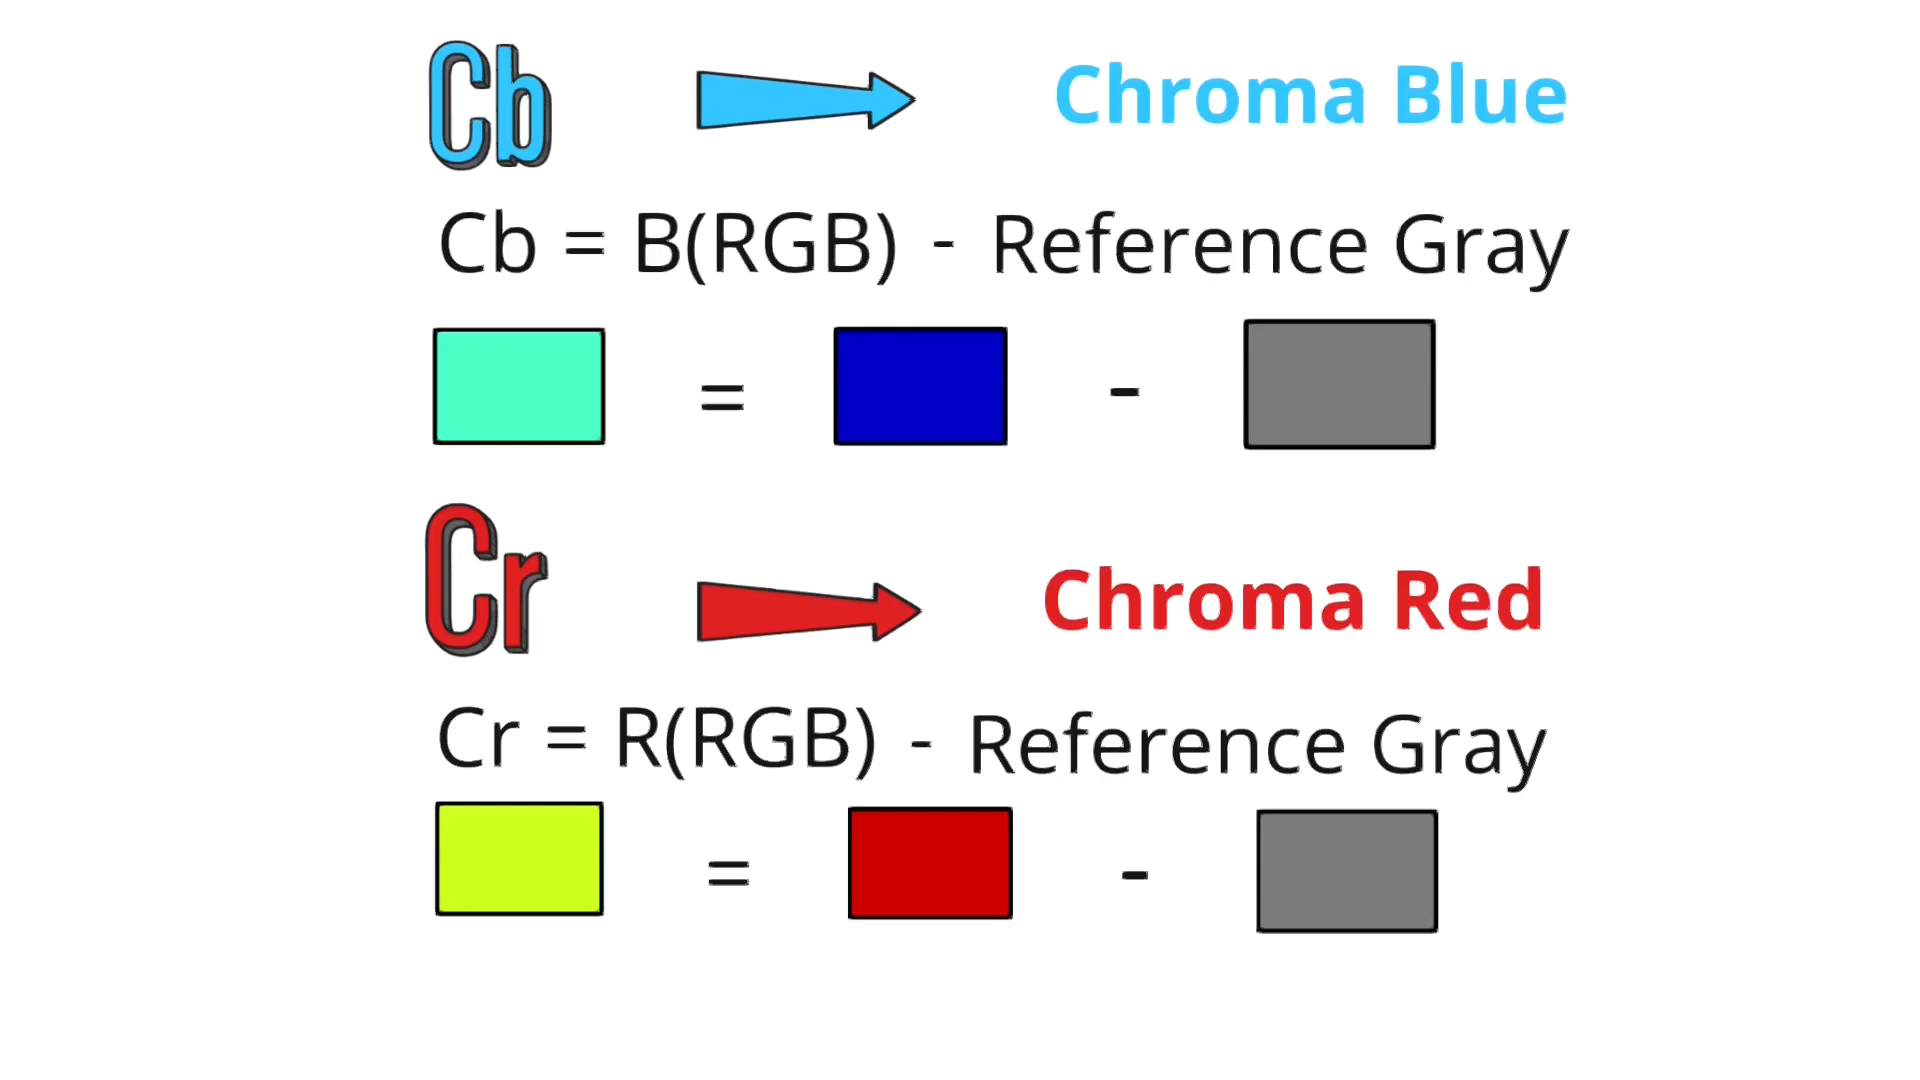 Cb Chroma Blue
Cb = B(RGB) - Reference Gray
= -
Cr Chroma Red
Cr = R(RGB) - Reference Gray
= -